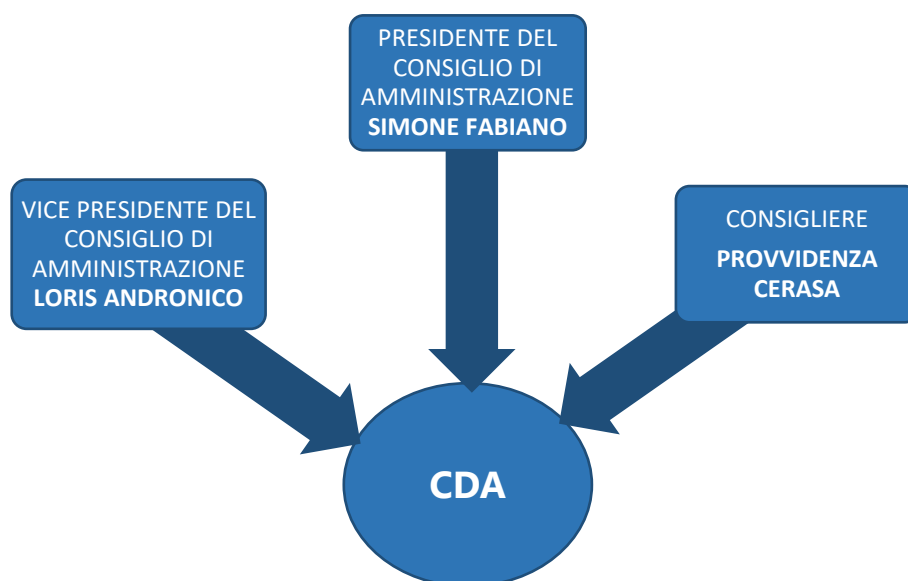 PRESIDENTE DEL
CONSIGLIO DI
AMMINISTRAZIONE
SIMONE FABIANO
VICE PRESIDENTE DEL
CONSIGLIO DI
AMMINISTRAZIONE
LORIS ANDRONICO
CONSIGLIERE
PROVVIDENZA
CERASA
CDA